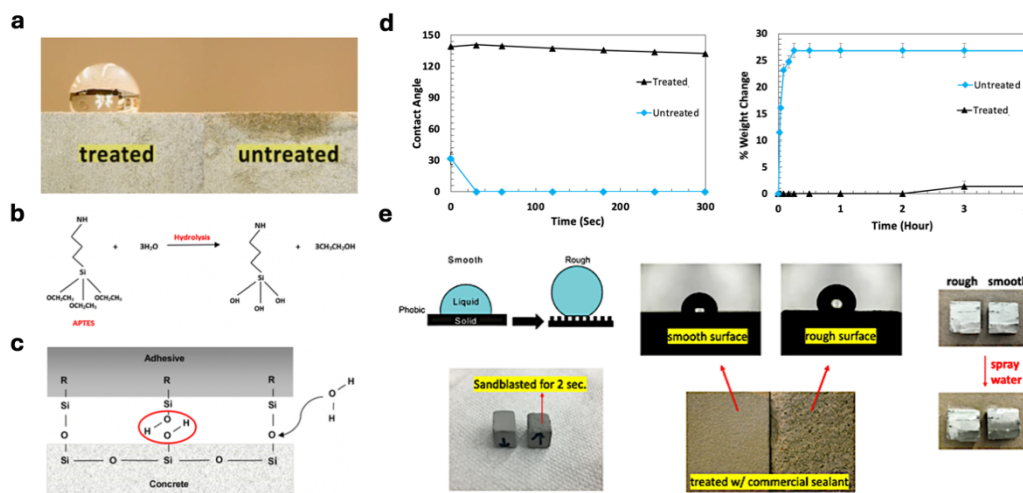 a
treated
untreated
b
NH
Si
OCH₂CH₃
OCH₂CH₃
OCH₂CH₃
APTES
+
3H₂O
Hydrolysis
NH
Si
OH
OH
OH
+
3CH₃CH₂OH
c
Adhesive
R
R
R
Si
Si
Si
O
H
O
H
O
O
H
O
H
Si
O
Si
O
Si
Concrete
d
150
120
90
60
30
0
Contact Angle
Treated
Untreated
0
100
200
300
Time (Sec)
30
25
20
15
10
5
0
% Weight Change
Untreated
Treated
0
1
2
3
Time (Hour)
e
Smooth
Rough
Phobic
Liquid
Solid
smooth surface
rough surface
rough
smooth
spray
water
Sandblasted for 2 sec.
treated w/ commercial sealant